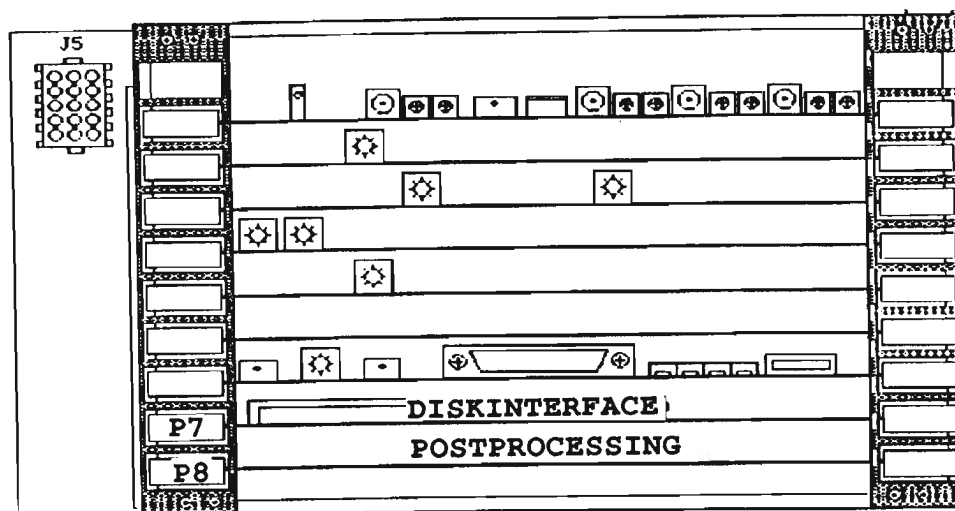 J5
DISKINTERFACE
P7
POSTPROCESSING
P8